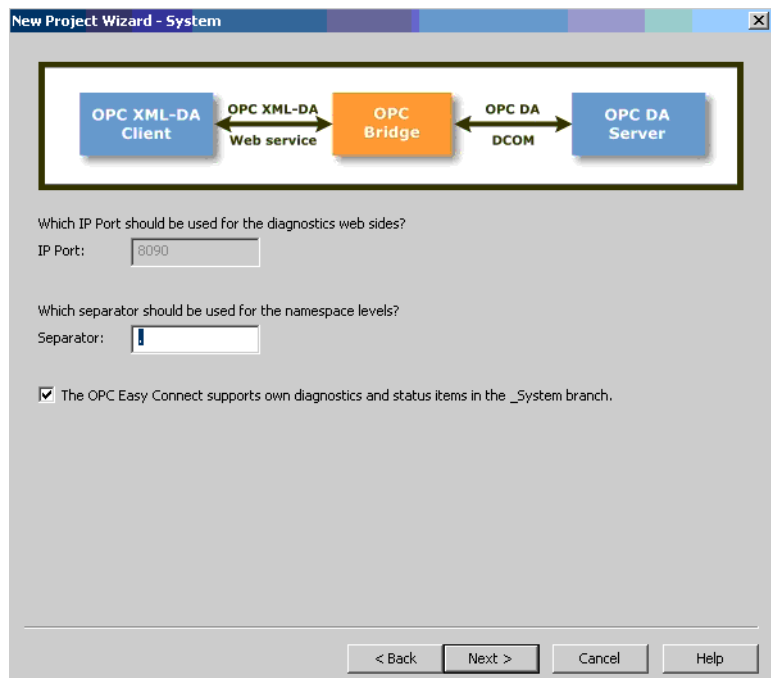 New Project Wizard - System
OPC XML-DA
Client
OPC XML-DA
Web service
OPC
Bridge
OPC DA
DCOM
OPC DA
Server
Which IP Port should be used for the diagnostics web sides?
IP Port: 8090
Which separator should be used for the namespace levels?
Separator: .
The OPC Easy Connect supports own diagnostics and status items in the _System branch.
< Back Next > Cancel Help